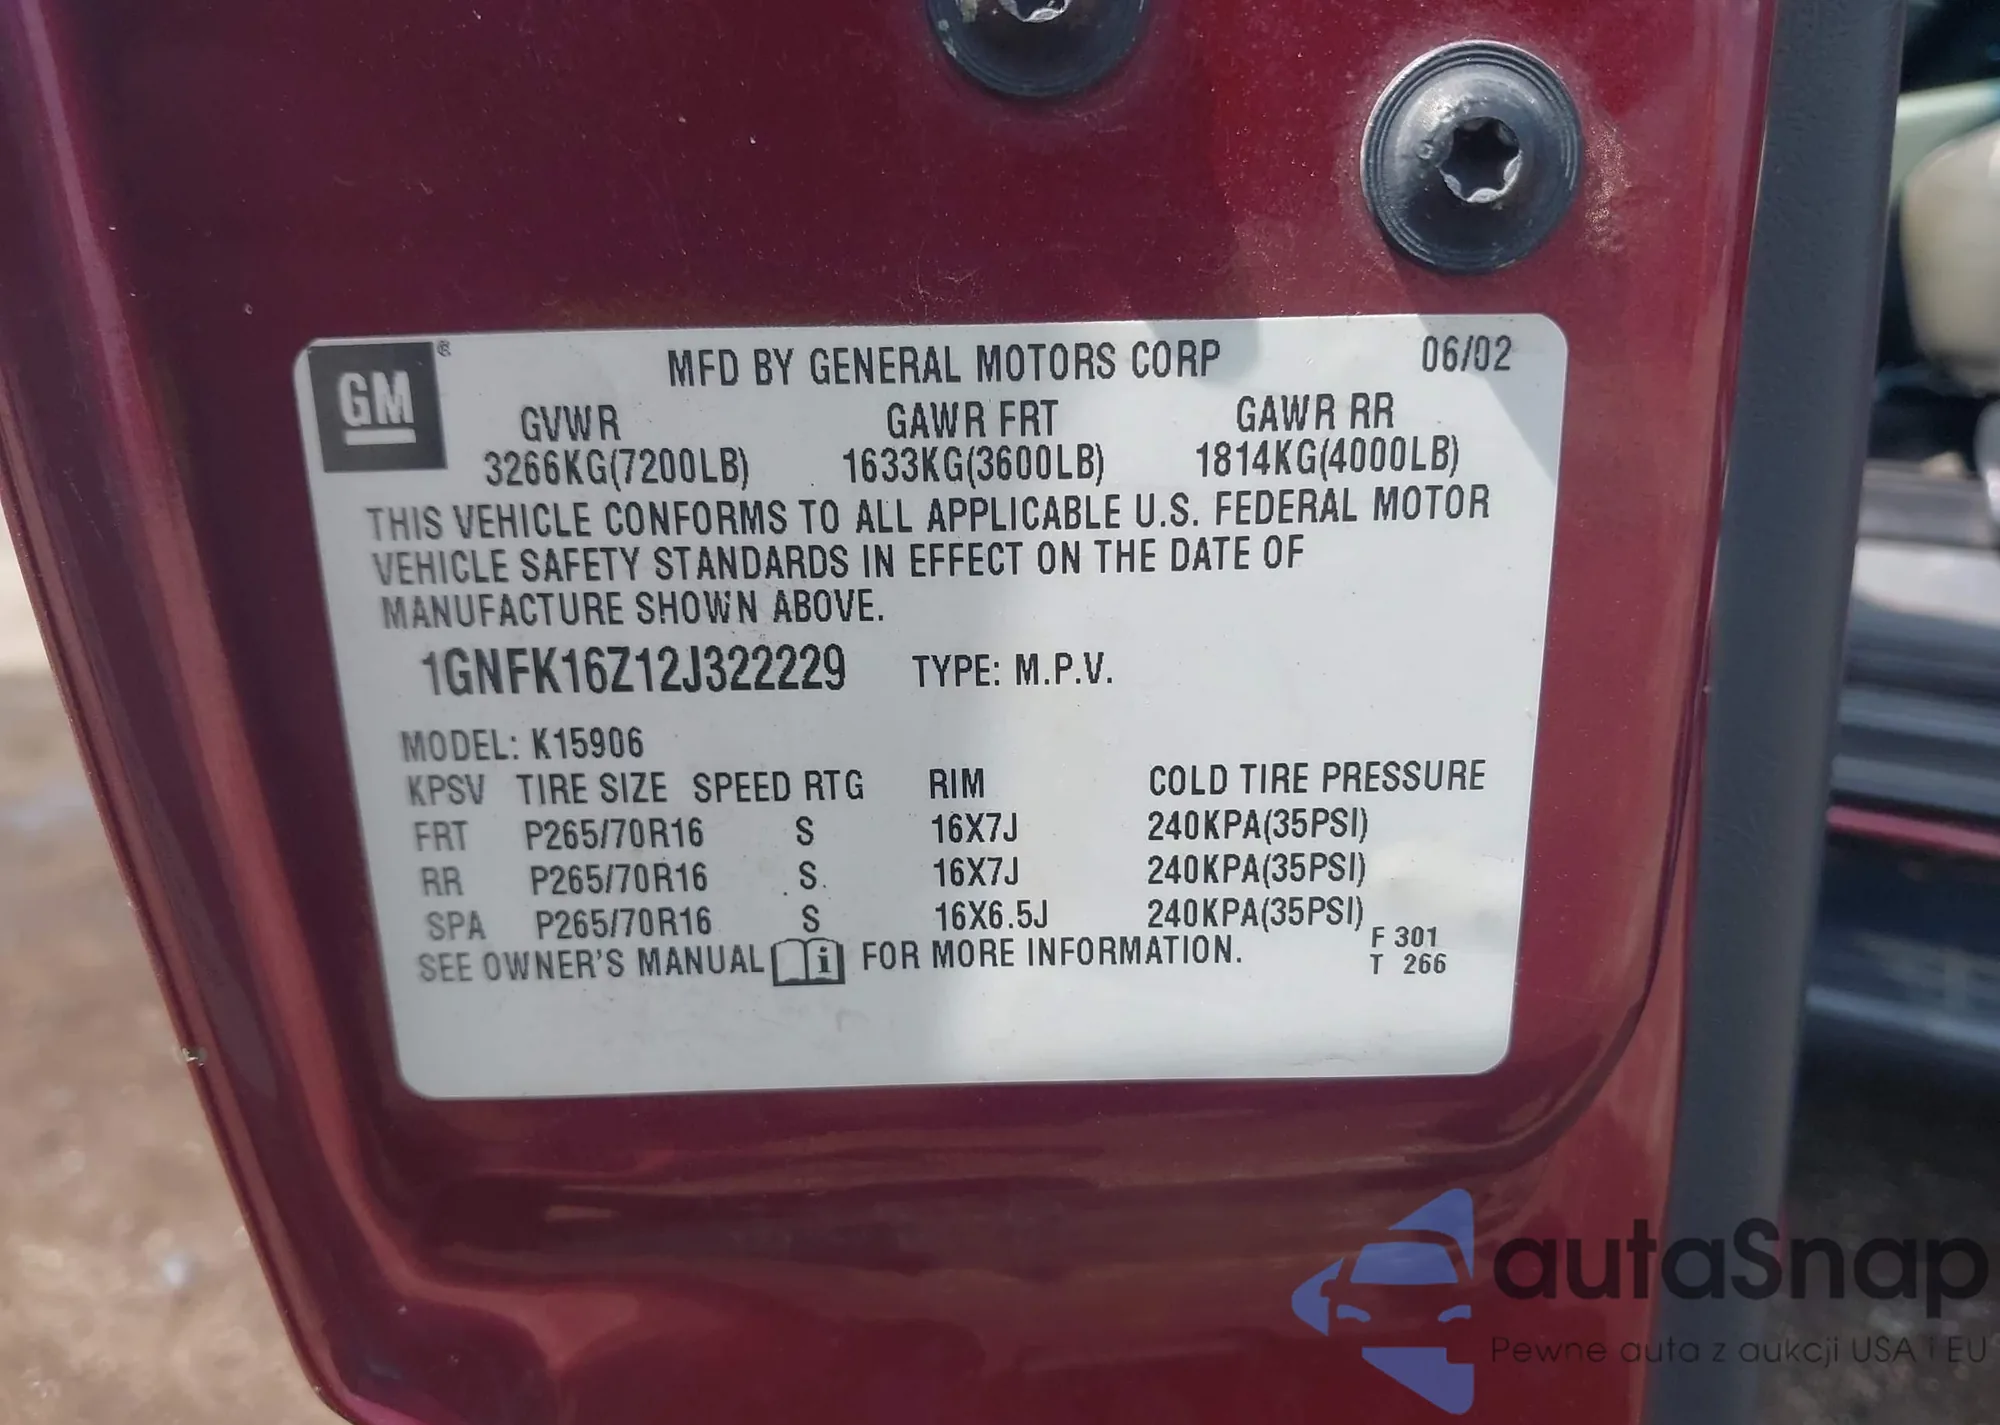 GM®
MFD BY GENERAL MOTORS CORP 06/02
GVWR GAWR FRT GAWR RR
3266KG(7200LB) 1633KG(3600LB) 1814KG(4000LB)
THIS VEHICLE CONFORMS TO ALL APPLICABLE U.S. FEDERAL MOTOR
VEHICLE SAFETY STANDARDS IN EFFECT ON THE DATE OF
MANUFACTURE SHOWN ABOVE.
1GNFK16Z12J322229 TYPE: M.P.V.
MODEL: K15906
KPSV TIRE SIZE SPEED RTG RIM COLD TIRE PRESSURE
FRT P265/70R16 S 16X7J 240KPA(35PSI)
RR P265/70R16 S 16X7J 240KPA(35PSI)
SPA P265/70R16 S 16X6.5J 240KPA(35PSI)
SEE OWNER'S MANUAL i FOR MORE INFORMATION.
F 301
T 266
autaSnap
Pewne auta z aukcji USA i EU